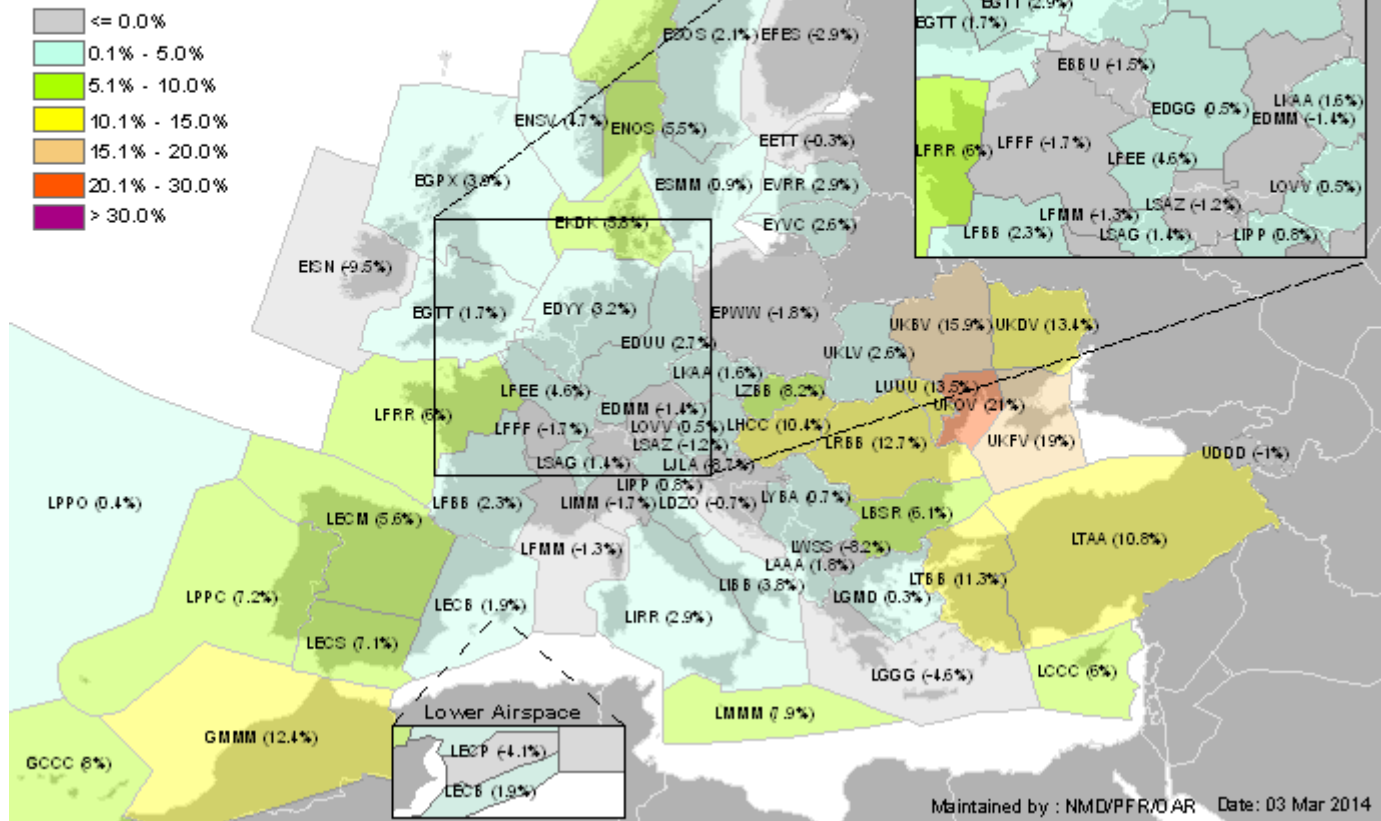 <= 0.0%
0.1% - 5.0%
5.1% - 10.0%
10.1% - 15.0%
15.1% - 20.0%
20.1% - 30.0%
> 30.0%
ESOS (2.1%)
EFES (-2.9%)
ENSV (4.7%)
ENOS (5.5%)
EETT (-0.3%)
EGPX (3.9%)
ESMM (0.9%)
EVRR (2.9%)
EKDK (5.8%)
EYVC (2.6%)
EISN (-9.5%)
EGTT (1.7%)
EDYY (3.2%)
EPWW (-1.8%)
EDUU (2.7%)
UKBV (15.9%)
UKDV (13.4%)
UKLV (2.6%)
LKAA (1.6%)
LFEE (4.6%)
LZBB (8.2%)
LUUU (13.5%)
UKOV (21%)
LFRR (6%)
EDMM (-1.4%)
LOVV (0.5%)
LHCC (10.4%)
LFFF (-1.7%)
LSAZ (-1.2%)
LRBB (12.7%)
UKFV (19%)
LSAG (1.4%)
UDDD (-1%)
LIPP (0.8%)
LPPO (0.4%)
LFBB (2.3%)
LIMM (-1.7%)
LDZO (-0.7%)
LYBA (0.7%)
LBSR (6.1%)
LECM (5.6%)
LFMM (-1.3%)
LWSS (-8.2%)
LTAA (10.8%)
LAAA (1.8%)
LTBB (11.3%)
LPPC (7.2%)
LECB (1.9%)
LIBB (3.8%)
LGMD (0.3%)
LIRR (2.9%)
LECS (7.1%)
LGGG (-4.6%)
LCCC (6%)
LMMM (7.9%)
GMMM (12.4%)
GCCC (8%)
Lower Airspace
LECP (-4.1%)
LECB (1.9%)
EGTT (2.9%)
EGTT (1.7%)
EBBU (-1.5%)
EDGG (0.5%)
LKAA (1.6%)
EDMM (-1.4%)
LFRR (6%)
LFFF (-1.7%)
LFEE (4.6%)
LOVV (0.5%)
LSAZ (-1.2%)
LFMM (-1.3%)
LFBB (2.3%)
LSAG (1.4%)
LIPP (0.8%)
Maintained by : NMD/PFR/OAR Date: 03 Mar 2014